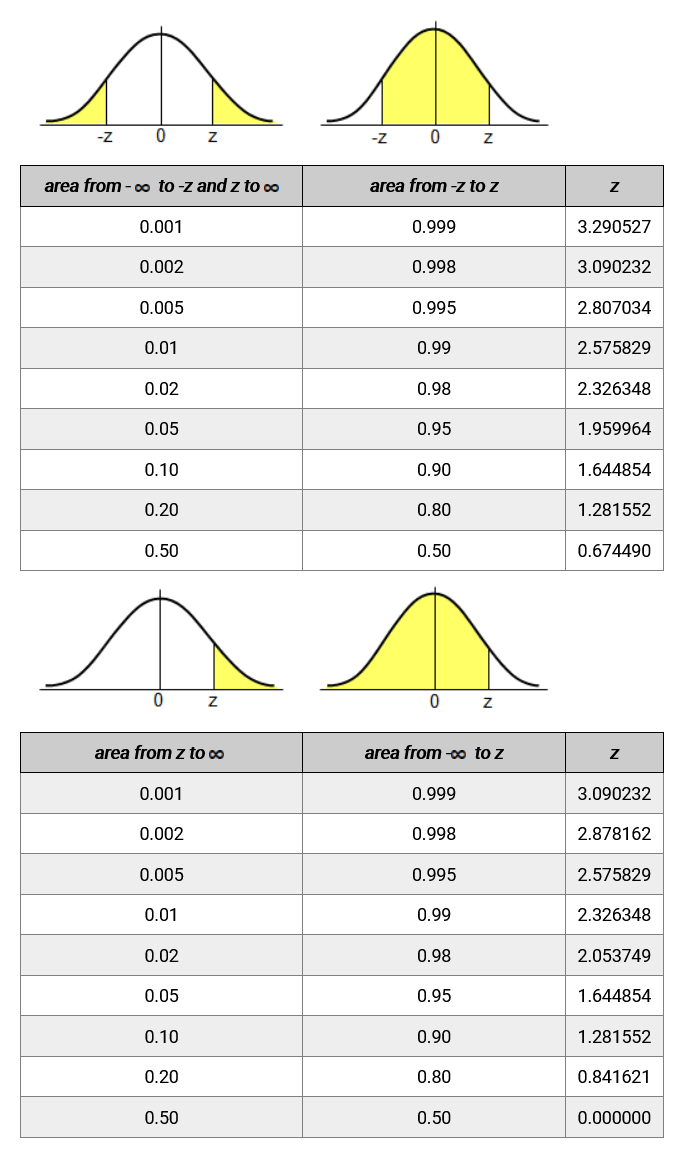 -z 0 z -z 0 z
area from -∞ to -z and z to ∞ area from -z to z z
0.001 0.999 3.290527
0.002 0.998 3.090232
0.005 0.995 2.807034
0.01 0.99 2.575829
0.02 0.98 2.326348
0.05 0.95 1.959964
0.10 0.90 1.644854
0.20 0.80 1.281552
0.50 0.50 0.674490
0 z 0 z
area from z to ∞ area from -∞ to z z
0.001 0.999 3.090232
0.002 0.998 2.878162
0.005 0.995 2.575829
0.01 0.99 2.326348
0.02 0.98 2.053749
0.05 0.95 1.644854
0.10 0.90 1.281552
0.20 0.80 0.841621
0.50 0.50 0.000000